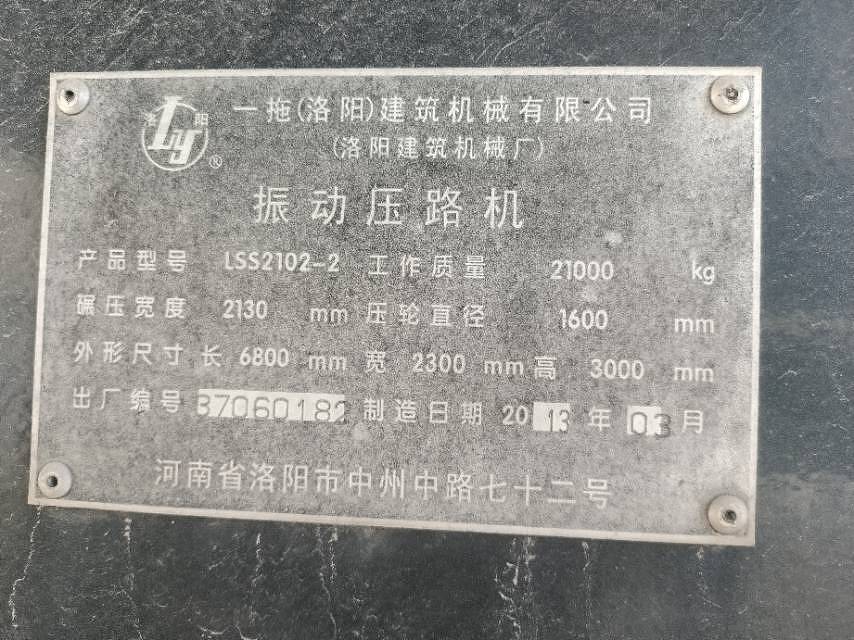 一拖(洛阳)建筑机械有限公司
洛 LY 阳 ®
(洛阳建筑机械厂)
振动压路机
产品型号 LSS2102-2 工作质量 21000 kg
碾压宽度 2130 mm 压轮直径 1600 mm
外形尺寸 长 6800 mm 宽 2300 mm 高 3000 mm
出厂编号 37060182 制造日期 2013 年 03 月
河南省洛阳市中州中路七十二号